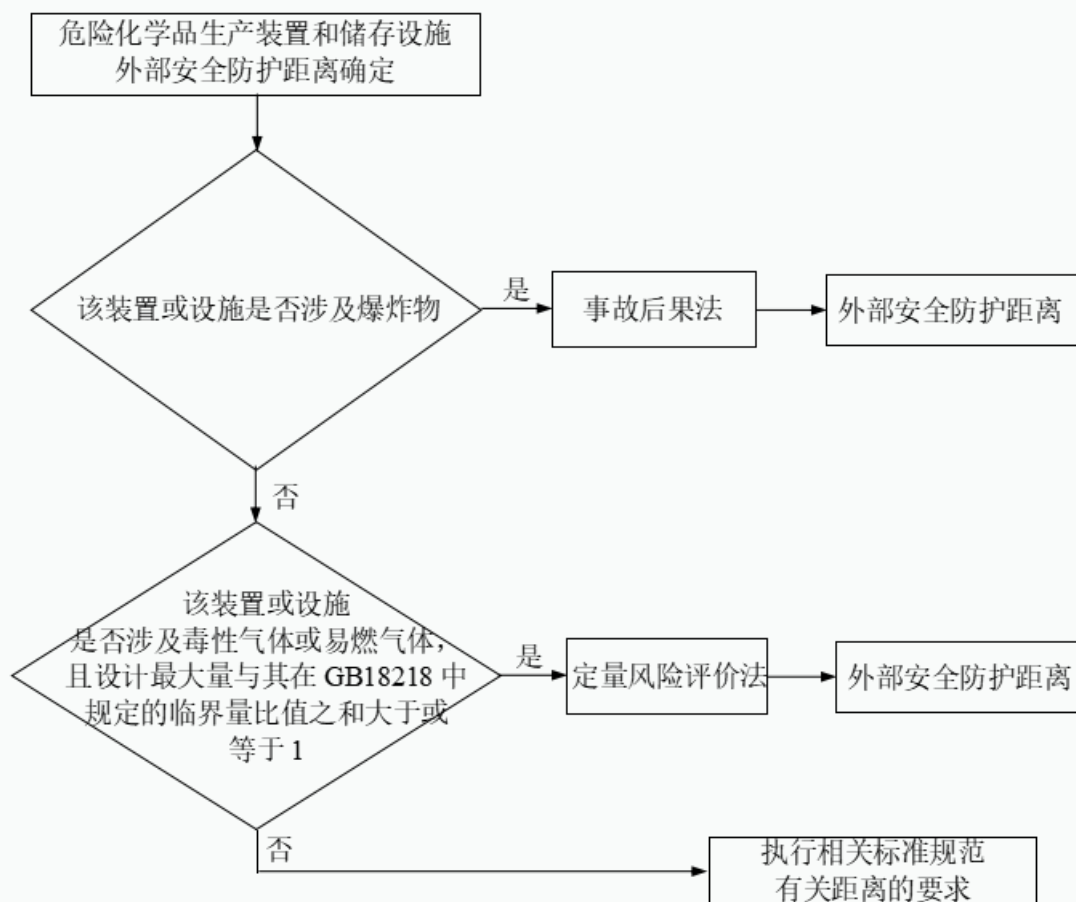 危险化学品生产装置和储存设施
外部安全防护距离确定
该装置或设施是否涉及爆炸物
是
事故后果法
外部安全防护距离
否
该装置或设施
是否涉及毒性气体或易燃气体，
且设计最大量与其在 GB18218 中
规定的临界量比值之和大于或
等于 1
是
定量风险评价法
外部安全防护距离
否
执行相关标准规范
有关距离的要求